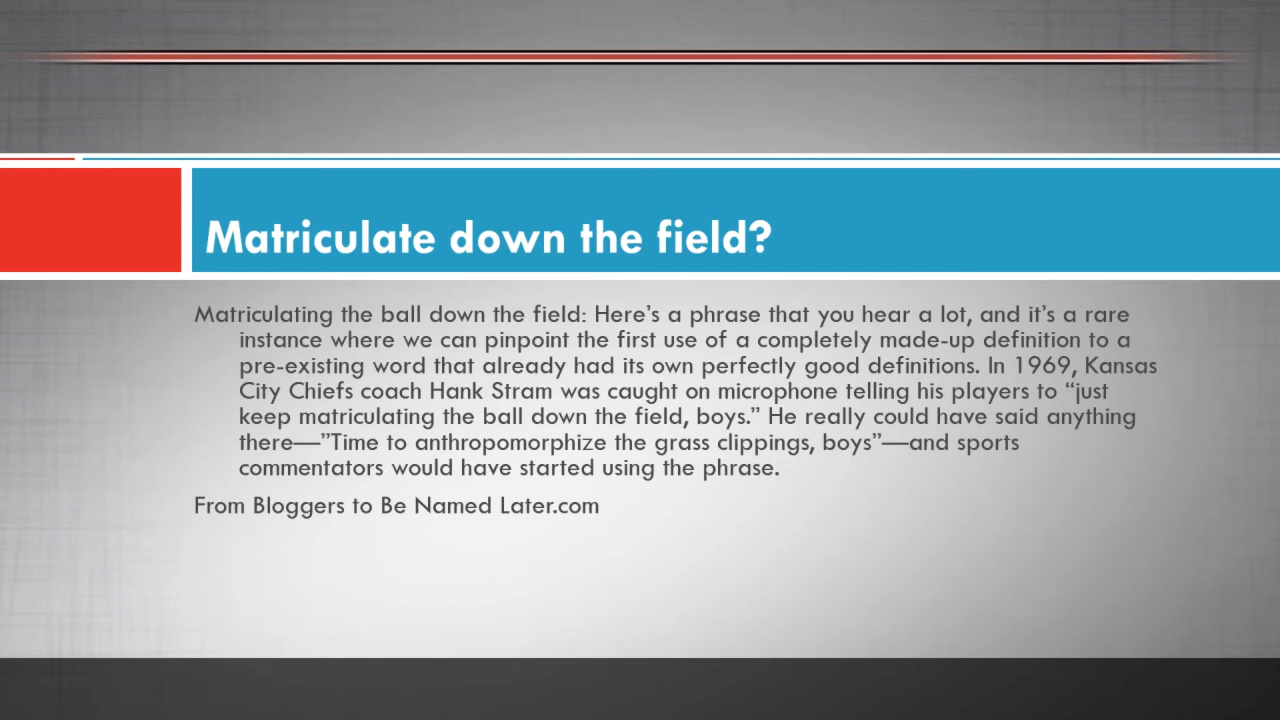 Matriculate down the field?
Matriculating the ball down the field: Here’s a phrase that you hear a lot, and it’s a rare
instance where we can pinpoint the first use of a completely made-up definition to a
pre-existing word that already had its own perfectly good definitions. In 1969, Kansas
City Chiefs coach Hank Stram was caught on microphone telling his players to “just
keep matriculating the ball down the field, boys.” He really could have said anything
there—”Time to anthropomorphize the grass clippings, boys”—and sports
commentators would have started using the phrase.
From Bloggers to Be Named Later.com